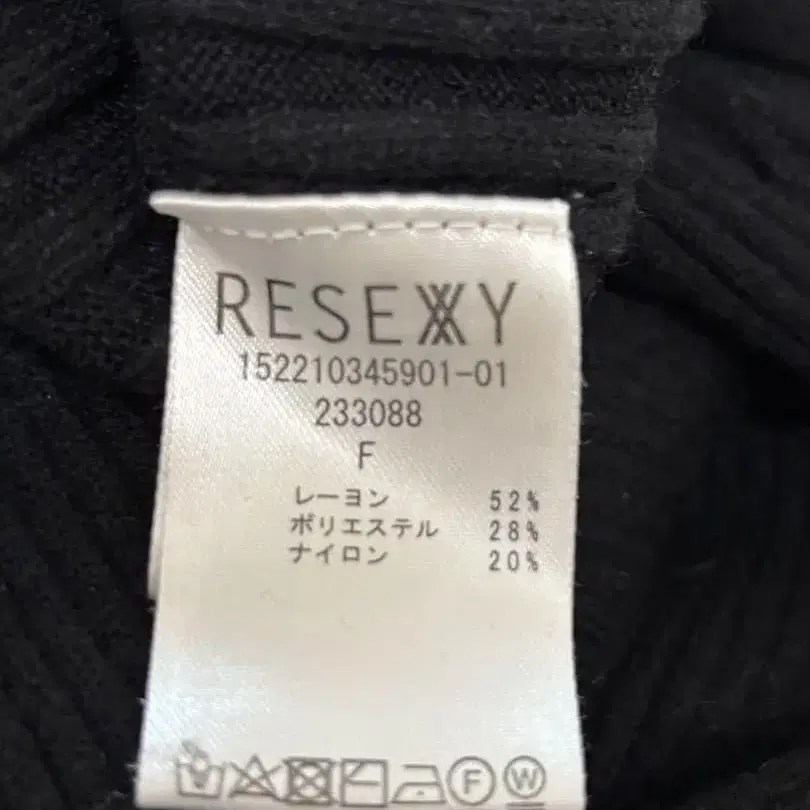 RESEXXY
152210345901-01
233088
F
レーヨン 52%
ポリエステル 28%
ナイロン 20%
F W